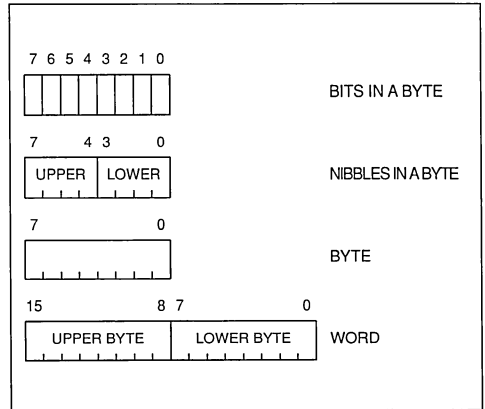 7 6 5 4 3 2 1 0
BITS IN A BYTE
7 4 3 0
UPPER LOWER
NIBBLES IN A BYTE
7 0
BYTE
15 8 7 0
UPPER BYTE LOWER BYTE
WORD